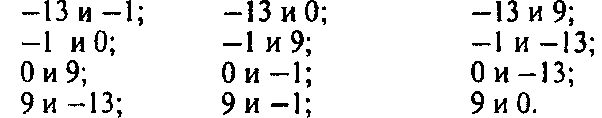 −13 и −1; −13 и 0; −13 и 9;
−1 и 0; −1 и 9; −1 и −13;
0 и 9; 0 и −1; 0 и −13;
9 и −13; 9 и −1; 9 и 0.